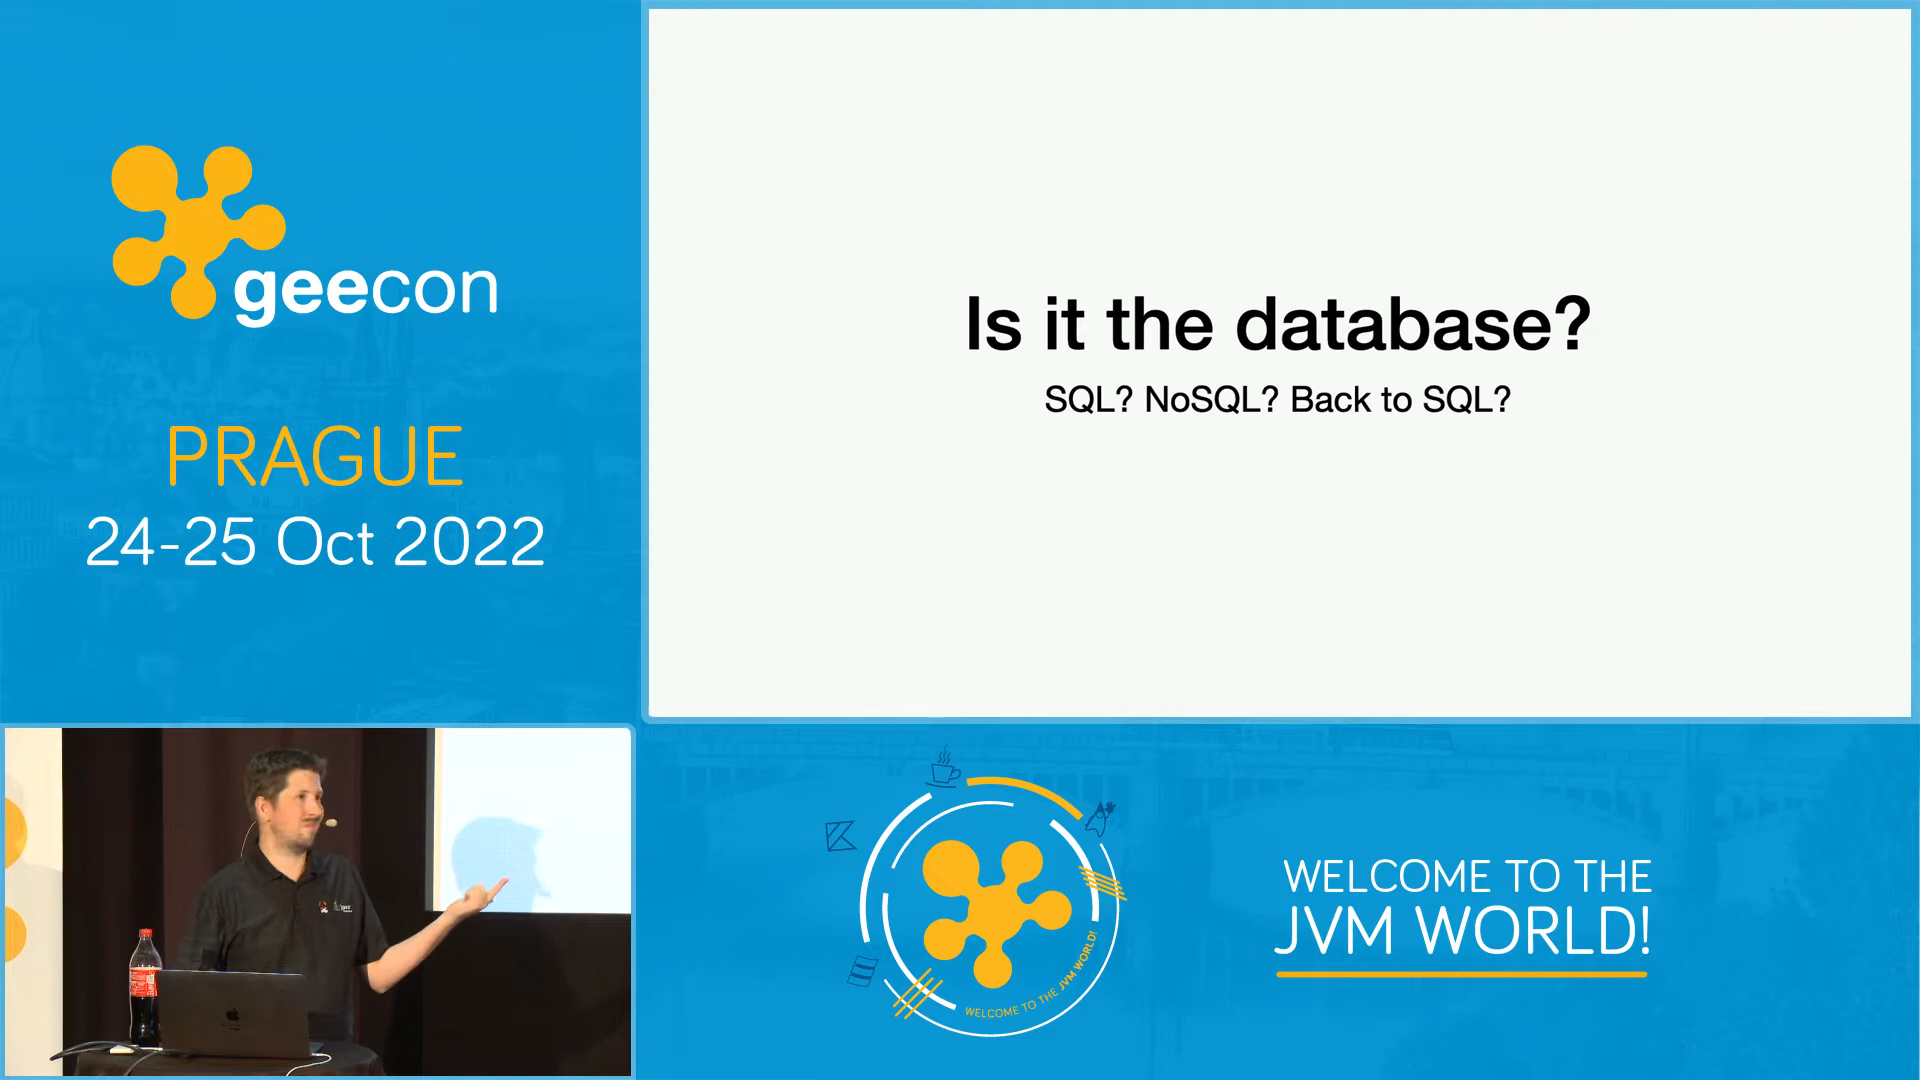 geecon
PRAGUE
24-25 Oct 2022
Is it the database?
SQL? NoSQL? Back to SQL?
WELCOME TO THE JVM WORLD!
WELCOME TO THE
JVM WORLD!